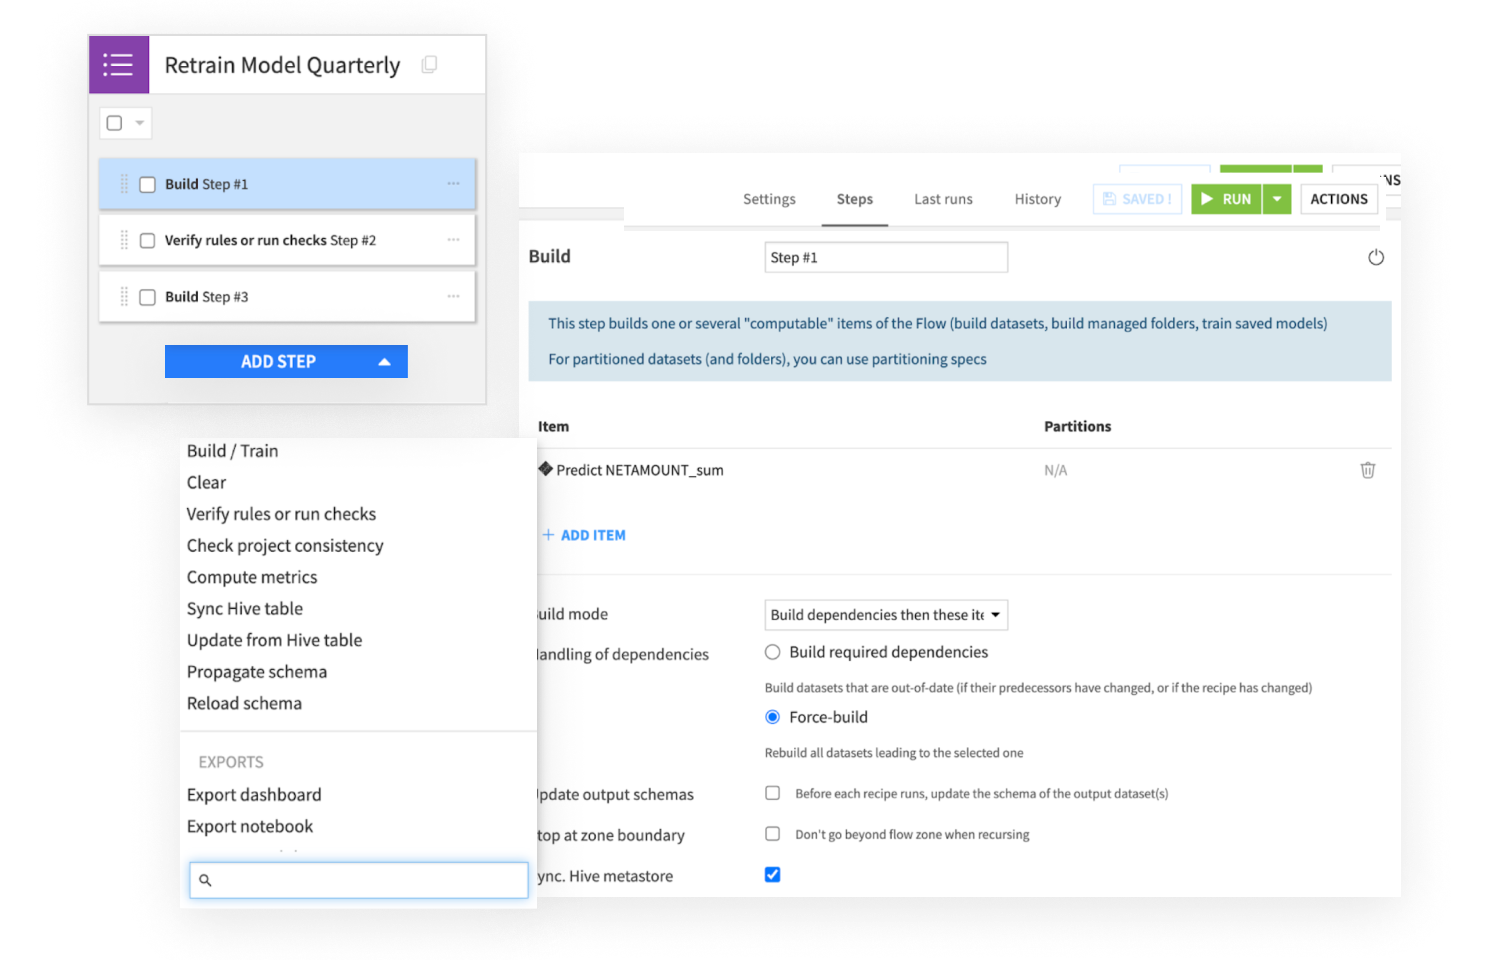 Retrain Model Quarterly
Build Step #1
Verify rules or run checks Step #2
Build Step #3
ADD STEP
Build / Train
Clear
Verify rules or run checks
Check project consistency
Compute metrics
Sync Hive table
Update from Hive table
Propagate schema
Reload schema
EXPORTS
Export dashboard
Export notebook
NS
Settings Steps Last runs History SAVED ! RUN ACTIONS
Build Step #1
This step builds one or several "computable" items of the Flow (build datasets, build managed folders, train saved models)
For partitioned datasets (and folders), you can use partitioning specs
Item Partitions
Predict NETAMOUNT_sum N/A
+ ADD ITEM
uild mode Build dependencies then these ite
andling of dependencies Build required dependencies
Build datasets that are out-of-date (if their predecessors have changed, or if the recipe has changed)
Force-build
Rebuild all datasets leading to the selected one
pdate output schemas Before each recipe runs, update the schema of the output dataset(s)
top at zone boundary Don't go beyond flow zone when recursing
ync. Hive metastore